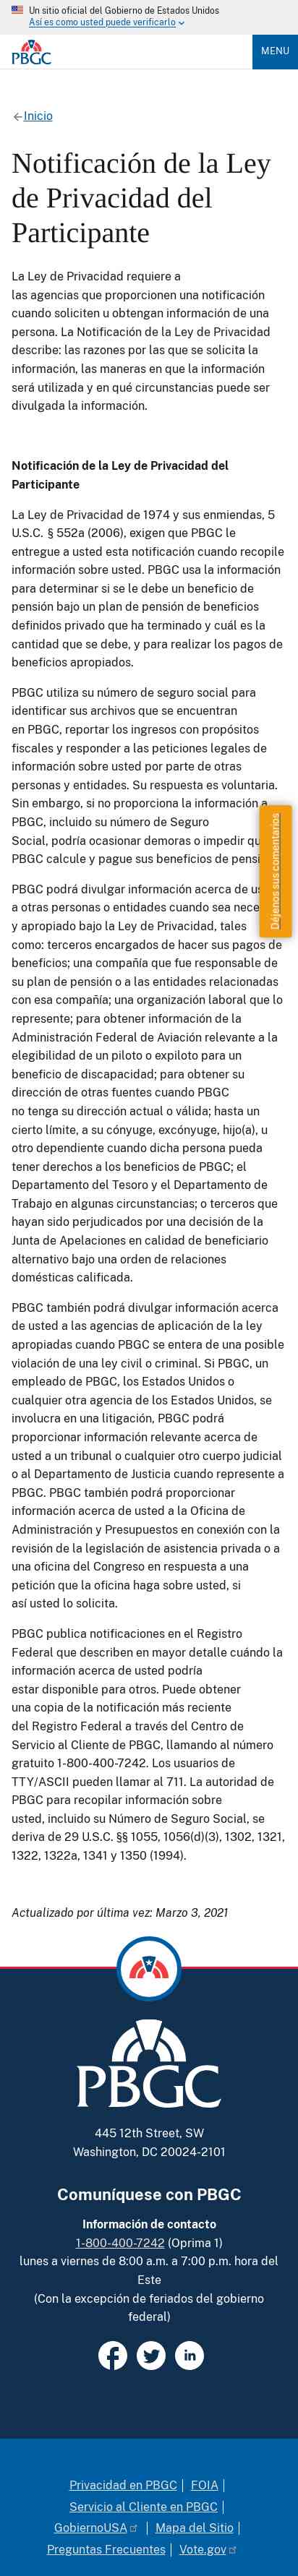 Un sitio oficial del Gobierno de Estados Unidos
Así es como usted puede verificarlo
PBGC
MENU
Inicio
Notificación de la Ley
de Privacidad del
Participante
La Ley de Privacidad requiere a
las agencias que proporcionen una notificación
cuando soliciten u obtengan información de una
persona. La Notificación de la Ley de Privacidad
describe: las razones por las que se solicita la
información, las maneras en que la información
será utilizada y en qué circunstancias puede ser
divulgada la información.
Notificación de la Ley de Privacidad del
Participante
La Ley de Privacidad de 1974 y sus enmiendas, 5
U.S.C. § 552a (2006), exigen que PBGC le
entregue a usted esta notificación cuando recopile
información sobre usted. PBGC usa la información
para determinar si se le debe un beneficio de
pensión bajo un plan de pensión de beneficios
definidos privado que ha terminado y cuál es la
cantidad que se debe, y para realizar los pagos de
beneficios apropiados.
PBGC utiliza su número de seguro social para
identificar sus archivos que se encuentran
en PBGC, reportar los ingresos con propósitos
fiscales y responder a las peticiones legales de
información sobre usted por parte de otras
personas y entidades. Su respuesta es voluntaria.
Sin embargo, si no proporciona la información a
PBGC, incluido su número de Seguro
Social, podría ocasionar demoras o impedir que
PBGC calcule y pague sus beneficios de
PBGC podrá divulgar información acerca de
a otras personas o entidades cuando sea
y apropiado bajo la Ley de Privacidad, tales
como: terceros encargados de hacer sus pagos de
beneficios; una compañía que fue responsable de
su plan de pensión o a las entidades relacionadas
con esa compañía; una organización laboral que lo
represente; para obtener información de la
Administración Federal de Aviación relevante a la
elegibilidad de un piloto o expiloto para un
beneficio de discapacidad; para obtener su
dirección de otras fuentes cuando PBGC
no tenga su dirección actual o válida; hasta un
cierto límite, a su cónyuge, excónyuge, hijo(a), u
otro dependiente cuando dicha persona pueda
tener derechos a los beneficios de PBGC; el
Departamento del Tesoro y el Departamento de
Trabajo en algunas circunstancias; o terceros que
hayan sido perjudicados por una decisión de la
Junta de Apelaciones en calidad de beneficiario
alternativo bajo una orden de relaciones
domésticas calificada.
PBGC también podrá divulgar información acerca
de usted a las agencias de aplicación de la ley
apropiadas cuando PBGC se entera de una posible
violación de una ley civil o criminal. Si PBGC, un
empleado de PBGC, los Estados Unidos o
cualquier otra agencia de los Estados Unidos, se
involucra en una litigación, PBGC podrá
proporcionar información relevante acerca de
usted a un tribunal o cualquier otro cuerpo judicial
o al Departamento de Justicia cuando represente a
PBGC. PBGC también podrá proporcionar
información acerca de usted a la Oficina de
Administración y Presupuestos en conexión con la
revisión de la legislación de asistencia privada o a
una oficina del Congreso en respuesta a una
petición que la oficina haga sobre usted, si
así usted lo solicita.
PBGC publica notificaciones en el Registro
Federal que describen en mayor detalle cuándo la
información acerca de usted podría
estar disponible para otros. Puede obtener
una copia de la notificación más reciente
del Registro Federal a través del Centro de
Servicio al Cliente de PBGC, llamando al número
gratuito 1-800-400-7242. Los usuarios de
TTY/ASCII pueden llamar al 711. La autoridad de
PBGC para recopilar información sobre
usted, incluido su Número de Seguro Social, se
deriva de 29 U.S.C. §§ 1055, 1056(d)(3), 1302, 1321,
1322, 1322a, 1341 y 1350 (1994).
Actualizado por última vez: Marzo 3, 2021
Déjenos sus comentarios
PBGC
445 12th Street, SW
Washington, DC 20024-2101
Comuníquese con PBGC
Información de contacto
1-800-400-7242 (Oprima 1)
lunes a viernes de 8:00 a.m. a 7:00 p.m. hora del
Este
(Con la excepción de feriados del gobierno
federal)
Privacidad en PBGC | FOIA |
Servicio al Cliente en PBGC |
GobiernoUSA | Mapa del Sitio |
Preguntas Frecuentes | Vote.gov